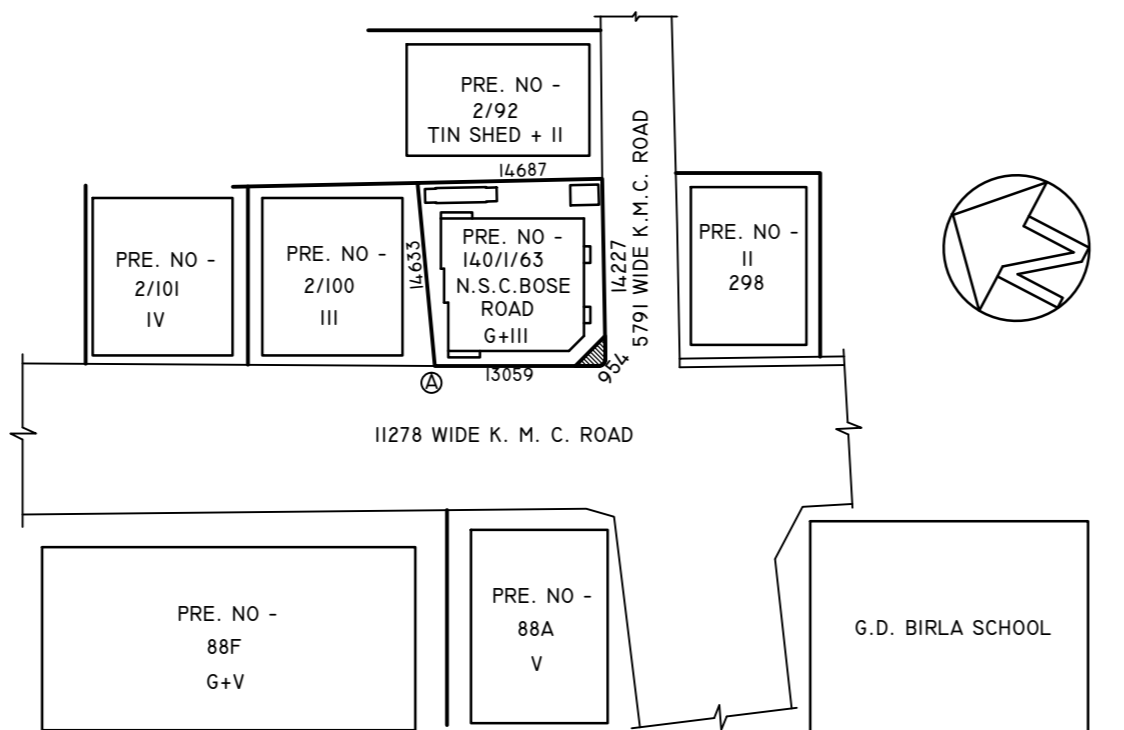 PRE. NO -
2/92
TIN SHED + II
14687
PRE. NO -
2/101
IV
PRE. NO -
2/100
III
14633
PRE. NO -
140/1/63
N.S.C.BOSE
ROAD
G+III
14227
5791 WIDE K.M.C. ROAD
PRE. NO -
II
298
A
13059
954
11278 WIDE K. M. C. ROAD
PRE. NO -
88F
G+V
PRE. NO -
88A
V
G.D. BIRLA SCHOOL
N